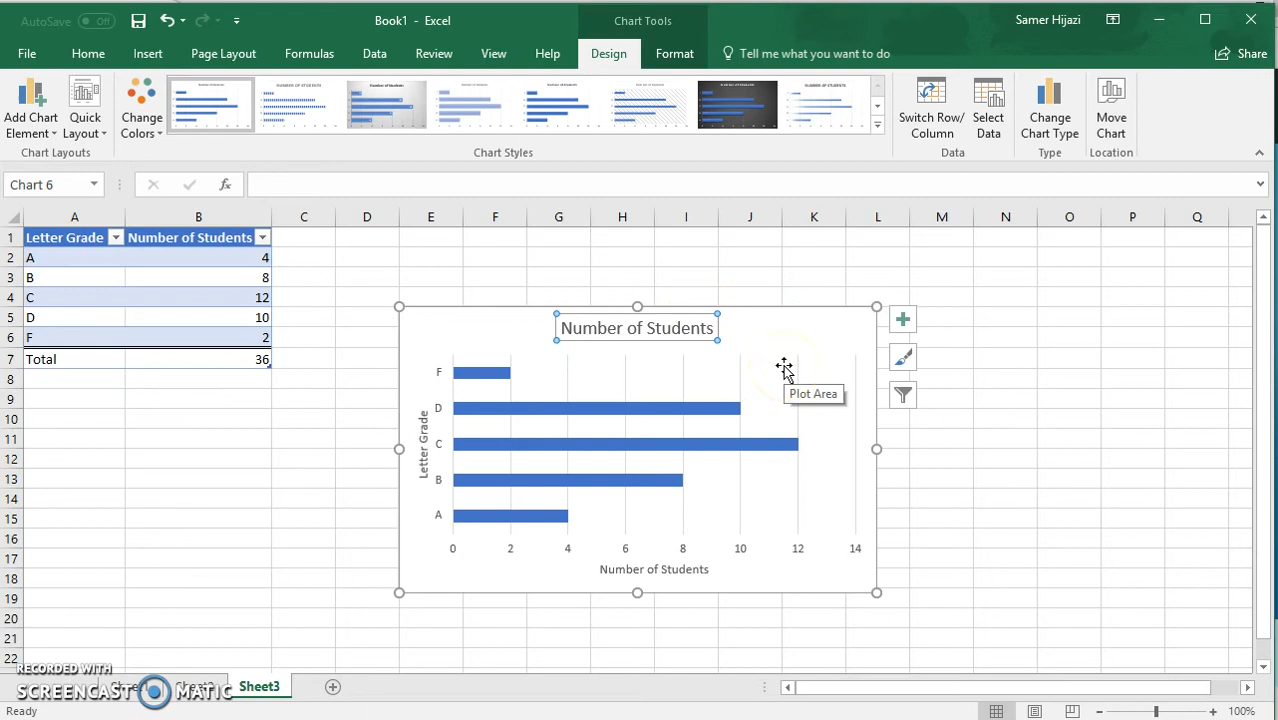 AutoSave Off Book1 - Excel Chart Tools Samer Hijazi
File Home Insert Page Layout Formulas Data Review View Help Design Format Tell me what you want to do Share
Add Chart Element Quick Layout Change Colors Switch Row/ Column Select Data Change Chart Type Move Chart
Chart Layouts Chart Styles Data Type Location
Chart 6 fx
A B C D E F G H I J K L M N O P Q
1 Letter Grade Number of Students
2 A 4
3 B 8
4 C 12
5 D 10
6 F 2
7 Total 36
8
9
10
11
12
13
14
15
16
17
18
19
20
21
22
Number of Students
F
D
C
B
A
Letter Grade
0 2 4 6 8 10 12 14
Number of Students
Plot Area
RECORDED WITH
SCREENCAST MATIC
Sheet3
Ready 100%